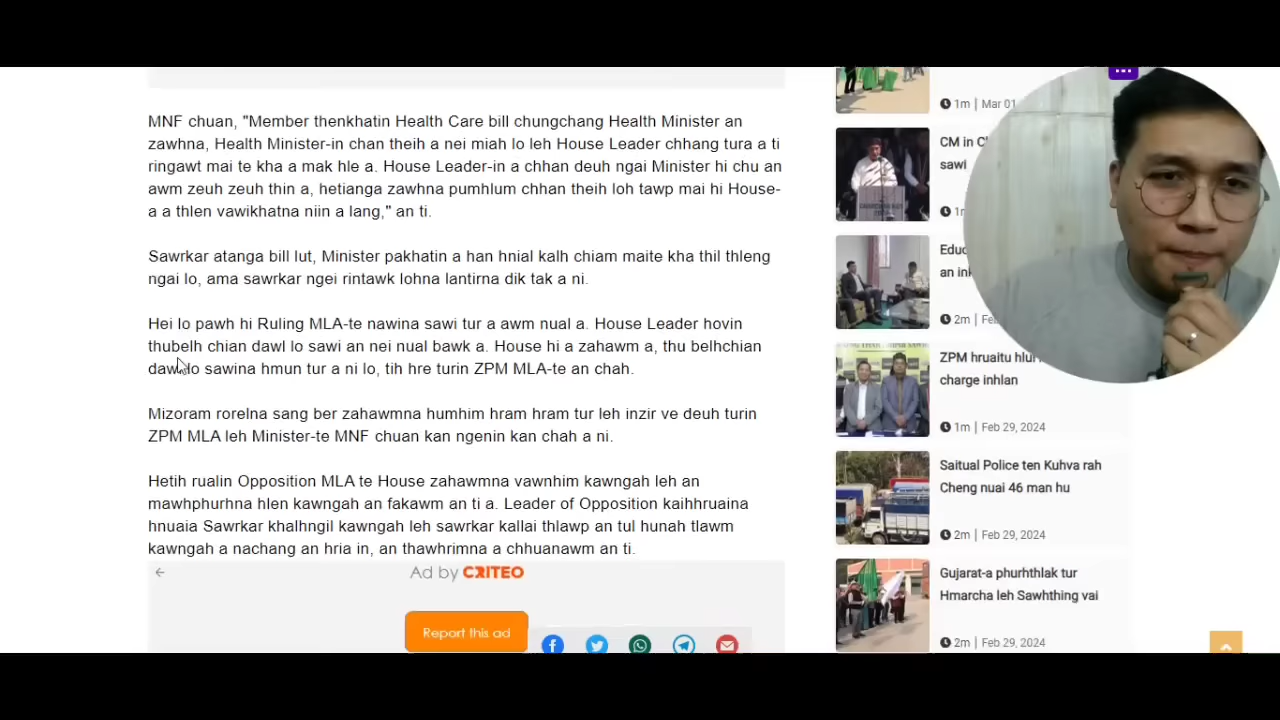 MNF chuan, "Member thenkhatin Health Care bill chungchang Health Minister an
zawhna, Health Minister-in chan theih a nei miah lo leh House Leader chhang tura a ti
ringawt mai te kha a mak hle a. House Leader-in a chhan deuh ngai Minister hi chu an
awm zeuh zeuh thin a, hetianga zawhna pumhlum chhan theih loh tawp mai hi House-
a a thlen vawikhatna niin a lang," an ti.
Sawrkar atanga bill lut, Minister pakhatin a han hnial kalh chiam maite kha thil thleng
ngai lo, ama sawrkar ngei rintawk lohna lantirna dik tak a ni.
Hei lo pawh hi Ruling MLA-te nawina sawi tur a awm nual a. House Leader hovin
thubelh chian dawl lo sawi an nei nual bawk a. House hi a zahawm a, thu belhchian
dawl lo sawina hmun tur a ni lo, tih hre turin ZPM MLA-te an chah.
Mizoram rorelna sang ber zahawmna humhim hram hram tur leh inzir ve deuh turin
ZPM MLA leh Minister-te MNF chuan kan ngenin kan chah a ni.
Hetih rualin Opposition MLA te House zahawmna vawnhim kawngah leh an
mawhphurhna hlen kawngah an fakawm an ti a. Leader of Opposition kaihhruaina
hnuaia Sawrkar khalhngil kawngah leh sawrkar kallai thlawp an tul hunah tlawm
kawngah a nachang an hria in, an thawhrimna a chhuanawm an ti.
Ad by CRITEO
Report this ad
1m | Mar 01
CM in C
sawi
Educ
an in
2m | Fe
ZPM hruaitu hlu
charge inhlan
1m | Feb 29, 2024
Saitual Police ten Kuhva rah
Cheng nuai 46 man hu
2m | Feb 29, 2024
Gujarat-a phurhthlak tur
Hmarcha leh Sawhthing vai
2m | Feb 29, 2024